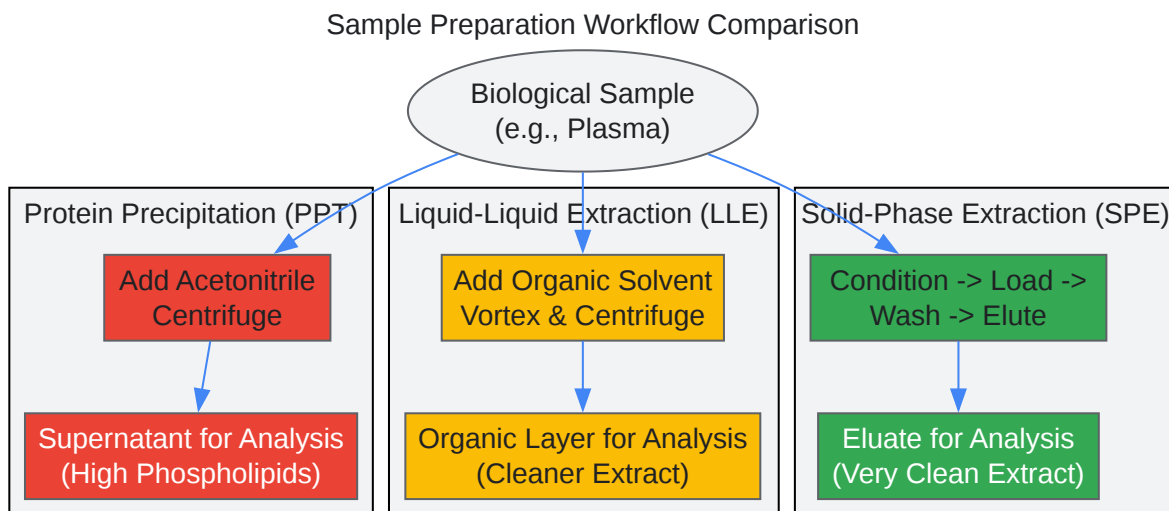 Sample Preparation Workflow Comparison
Biological Sample
(e.g., Plasma)
Protein Precipitation (PPT)
Add Acetonitrile
Centrifuge
Supernatant for Analysis
(High Phospholipids)
Liquid-Liquid Extraction (LLE)
Add Organic Solvent
Vortex & Centrifuge
Organic Layer for Analysis
(Cleaner Extract)
Solid-Phase Extraction (SPE)
Condition -> Load ->
Wash -> Elute
Eluate for Analysis
(Very Clean Extract)